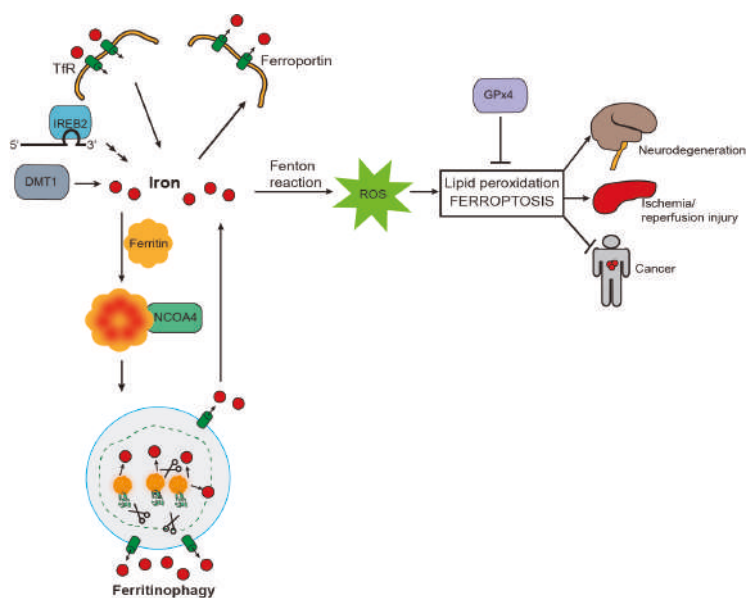 TfR
Ferroportin
IREB2
5'
3'
DMT1
Iron
Fenton
reaction
ROS
GPx4
Lipid peroxidation
FERROPTOSIS
Neurodegeneration
Ischemia/
reperfusion injury
Cancer
Ferritin
NCOA4
Ferritinophagy